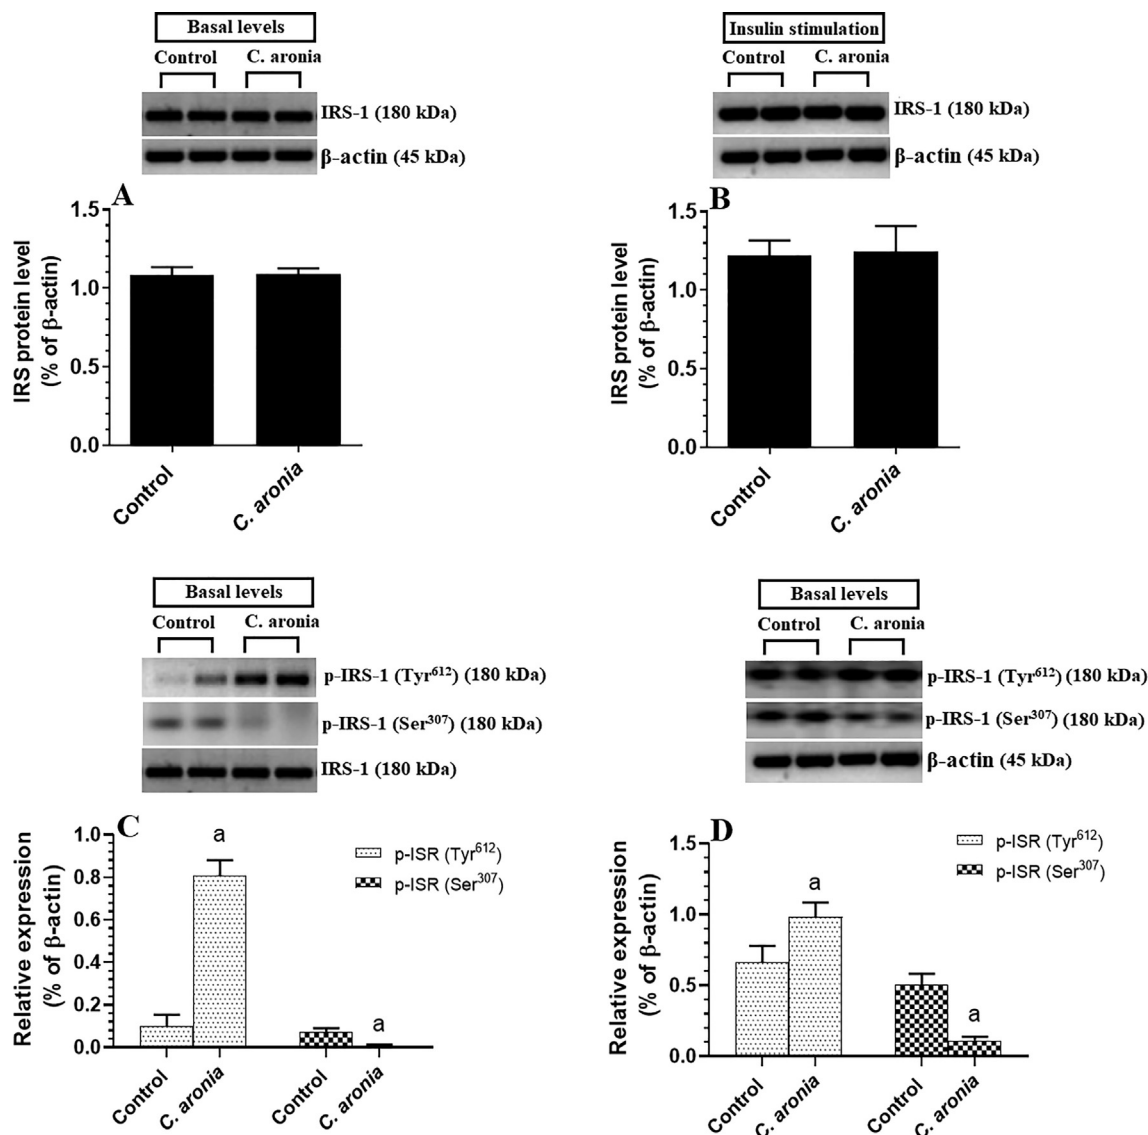 Basal levels
Control C. aronia
IRS-1 (180 kDa)
β-actin (45 kDa)
A
IRS protein level
(% of β-actin)
1.5
1.0
0.5
0.0
Control
C. aronia
Insulin stimulation
Control C. aronia
IRS-1 (180 kDa)
β-actin (45 kDa)
B
IRS protein level
(% of β-actin)
1.5
1.0
0.5
0.0
Control
C. aronia
Basal levels
Control C. aronia
p-IRS-1 (Tyr⁶¹²) (180 kDa)
p-IRS-1 (Ser³⁰⁷) (180 kDa)
IRS-1 (180 kDa)
C
Relative expression
(% of β-actin)
1.0
0.8
0.6
0.4
0.2
0.0
a
a
p-ISR (Tyr⁶¹²)
p-ISR (Ser³⁰⁷)
Control
C. aronia
Control
C. aronia
Basal levels
Control C. aronia
p-IRS-1 (Tyr⁶¹²) (180 kDa)
p-IRS-1 (Ser³⁰⁷) (180 kDa)
β-actin (45 kDa)
D
Relative expression
(% of β-actin)
1.5
1.0
0.5
0.0
a
a
p-ISR (Tyr⁶¹²)
p-ISR (Ser³⁰⁷)
Control
C. aronia
Control
C. aronia